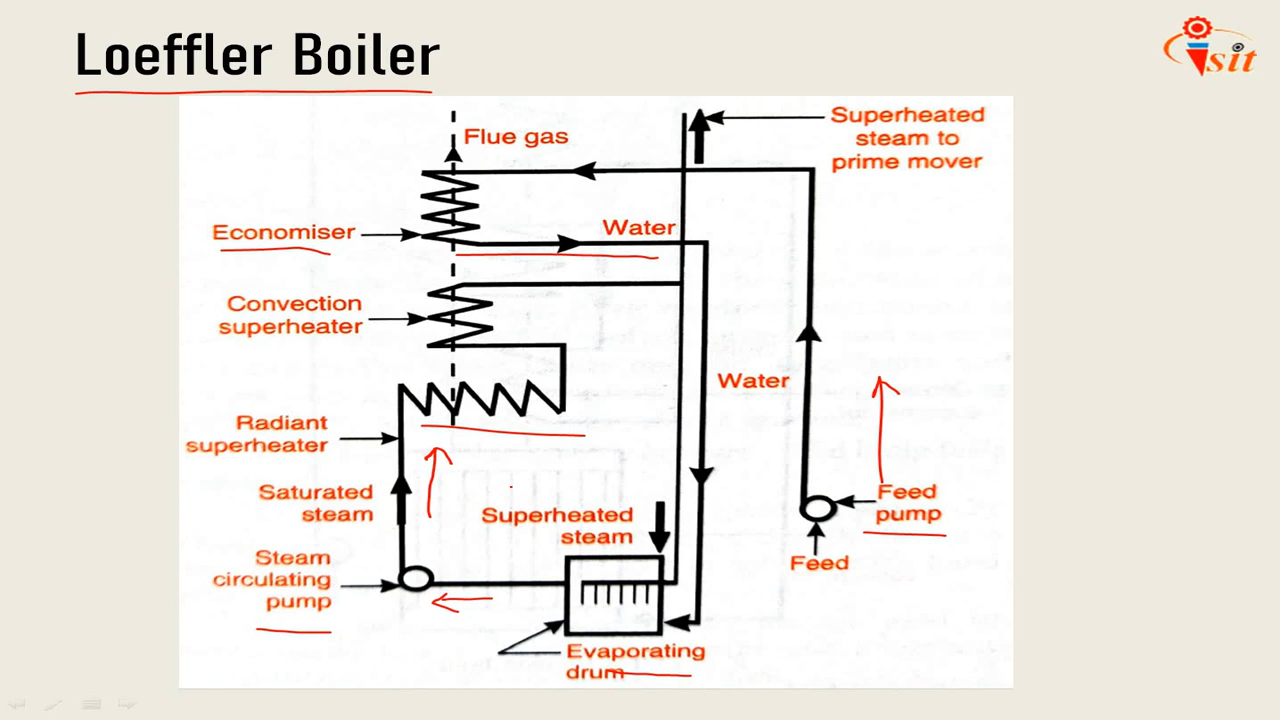 Loeffler Boiler
isit
Flue gas
Superheated
steam to
prime mover
Economiser
Water
Convection
superheater
Water
Radiant
superheater
Saturated
steam
Superheated
steam
Feed
pump
Steam
circulating
pump
Feed
Evaporating
drum